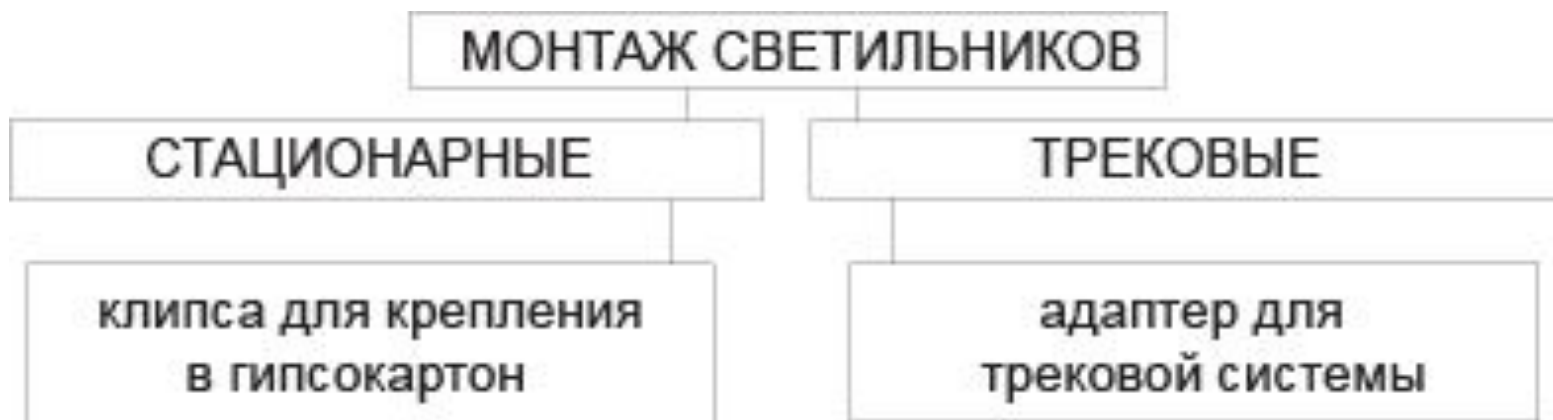 МОНТАЖ СВЕТИЛЬНИКОВ
СТАЦИОНАРНЫЕ
ТРЕКОВЫЕ
клипса для крепления
в гипсокартон
адаптер для
трековой системы